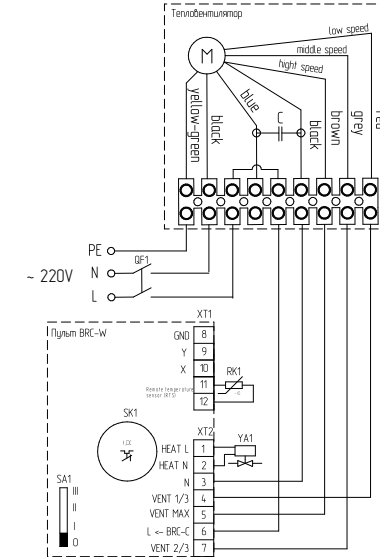 Тепловентилятор
low speed
middle speed
hight speed
M
yellow-green
black
blue
C
black
brown
grey
PE
N
QF1
L
~ 220V
Пульт BRC-W
XT1
GND 8
Y 9
X 10
11
12
RK1
Remote temperature
sensor (RTS)
SK1
XT2
HEAT L 1
HEAT N 2
N 3
VENT 1/3 4
VENT MAX 5
L <- BRC-C 6
VENT 2/3 7
YA1
SA1
III
II
I
0